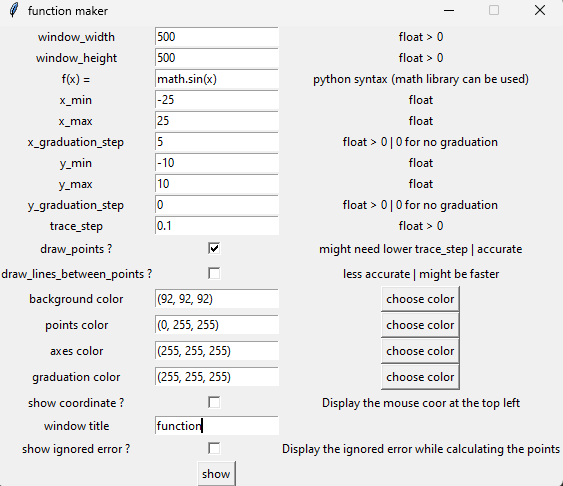 function maker
window_width 500 float > 0
window_height 500 float > 0
f(x) = math.sin(x) python syntax (math library can be used)
x_min -25 float
x_max 25 float
x_graduation_step 5 float > 0 | 0 for no graduation
y_min -10 float
y_max 10 float
y_graduation_step 0 float > 0 | 0 for no graduation
trace_step 0.1 float > 0
draw_points ? might need lower trace_step | accurate
draw_lines_between_points ? less accurate | might be faster
background color (92, 92, 92) choose color
points color (0, 255, 255) choose color
axes color (255, 255, 255) choose color
graduation color (255, 255, 255) choose color
show coordinate ? Display the mouse coor at the top left
window title function
show ignored error ? Display the ignored error while calculating the points
show